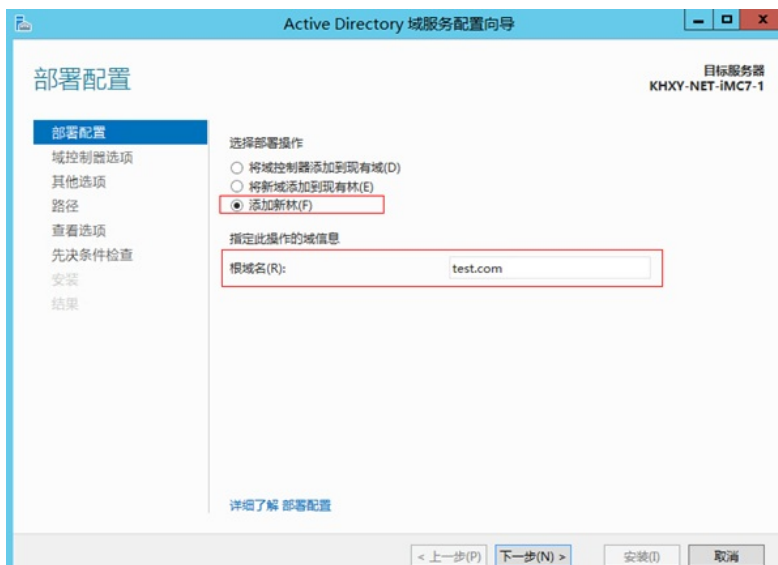 Active Directory 域服务配置向导
部署配置
目标服务器
KHXY-NET-iMC7-1
部署配置
域控制器选项
其他选项
路径
查看选项
先决条件检查
安装
结果
选择部署操作
将域控制器添加到现有域(D)
将新域添加到现有林(E)
添加新林(F)
指定此操作的域信息
根域名(R):
test.com
详细了解 部署配置
< 上一步(P)
下一步(N) >
安装(I)
取消